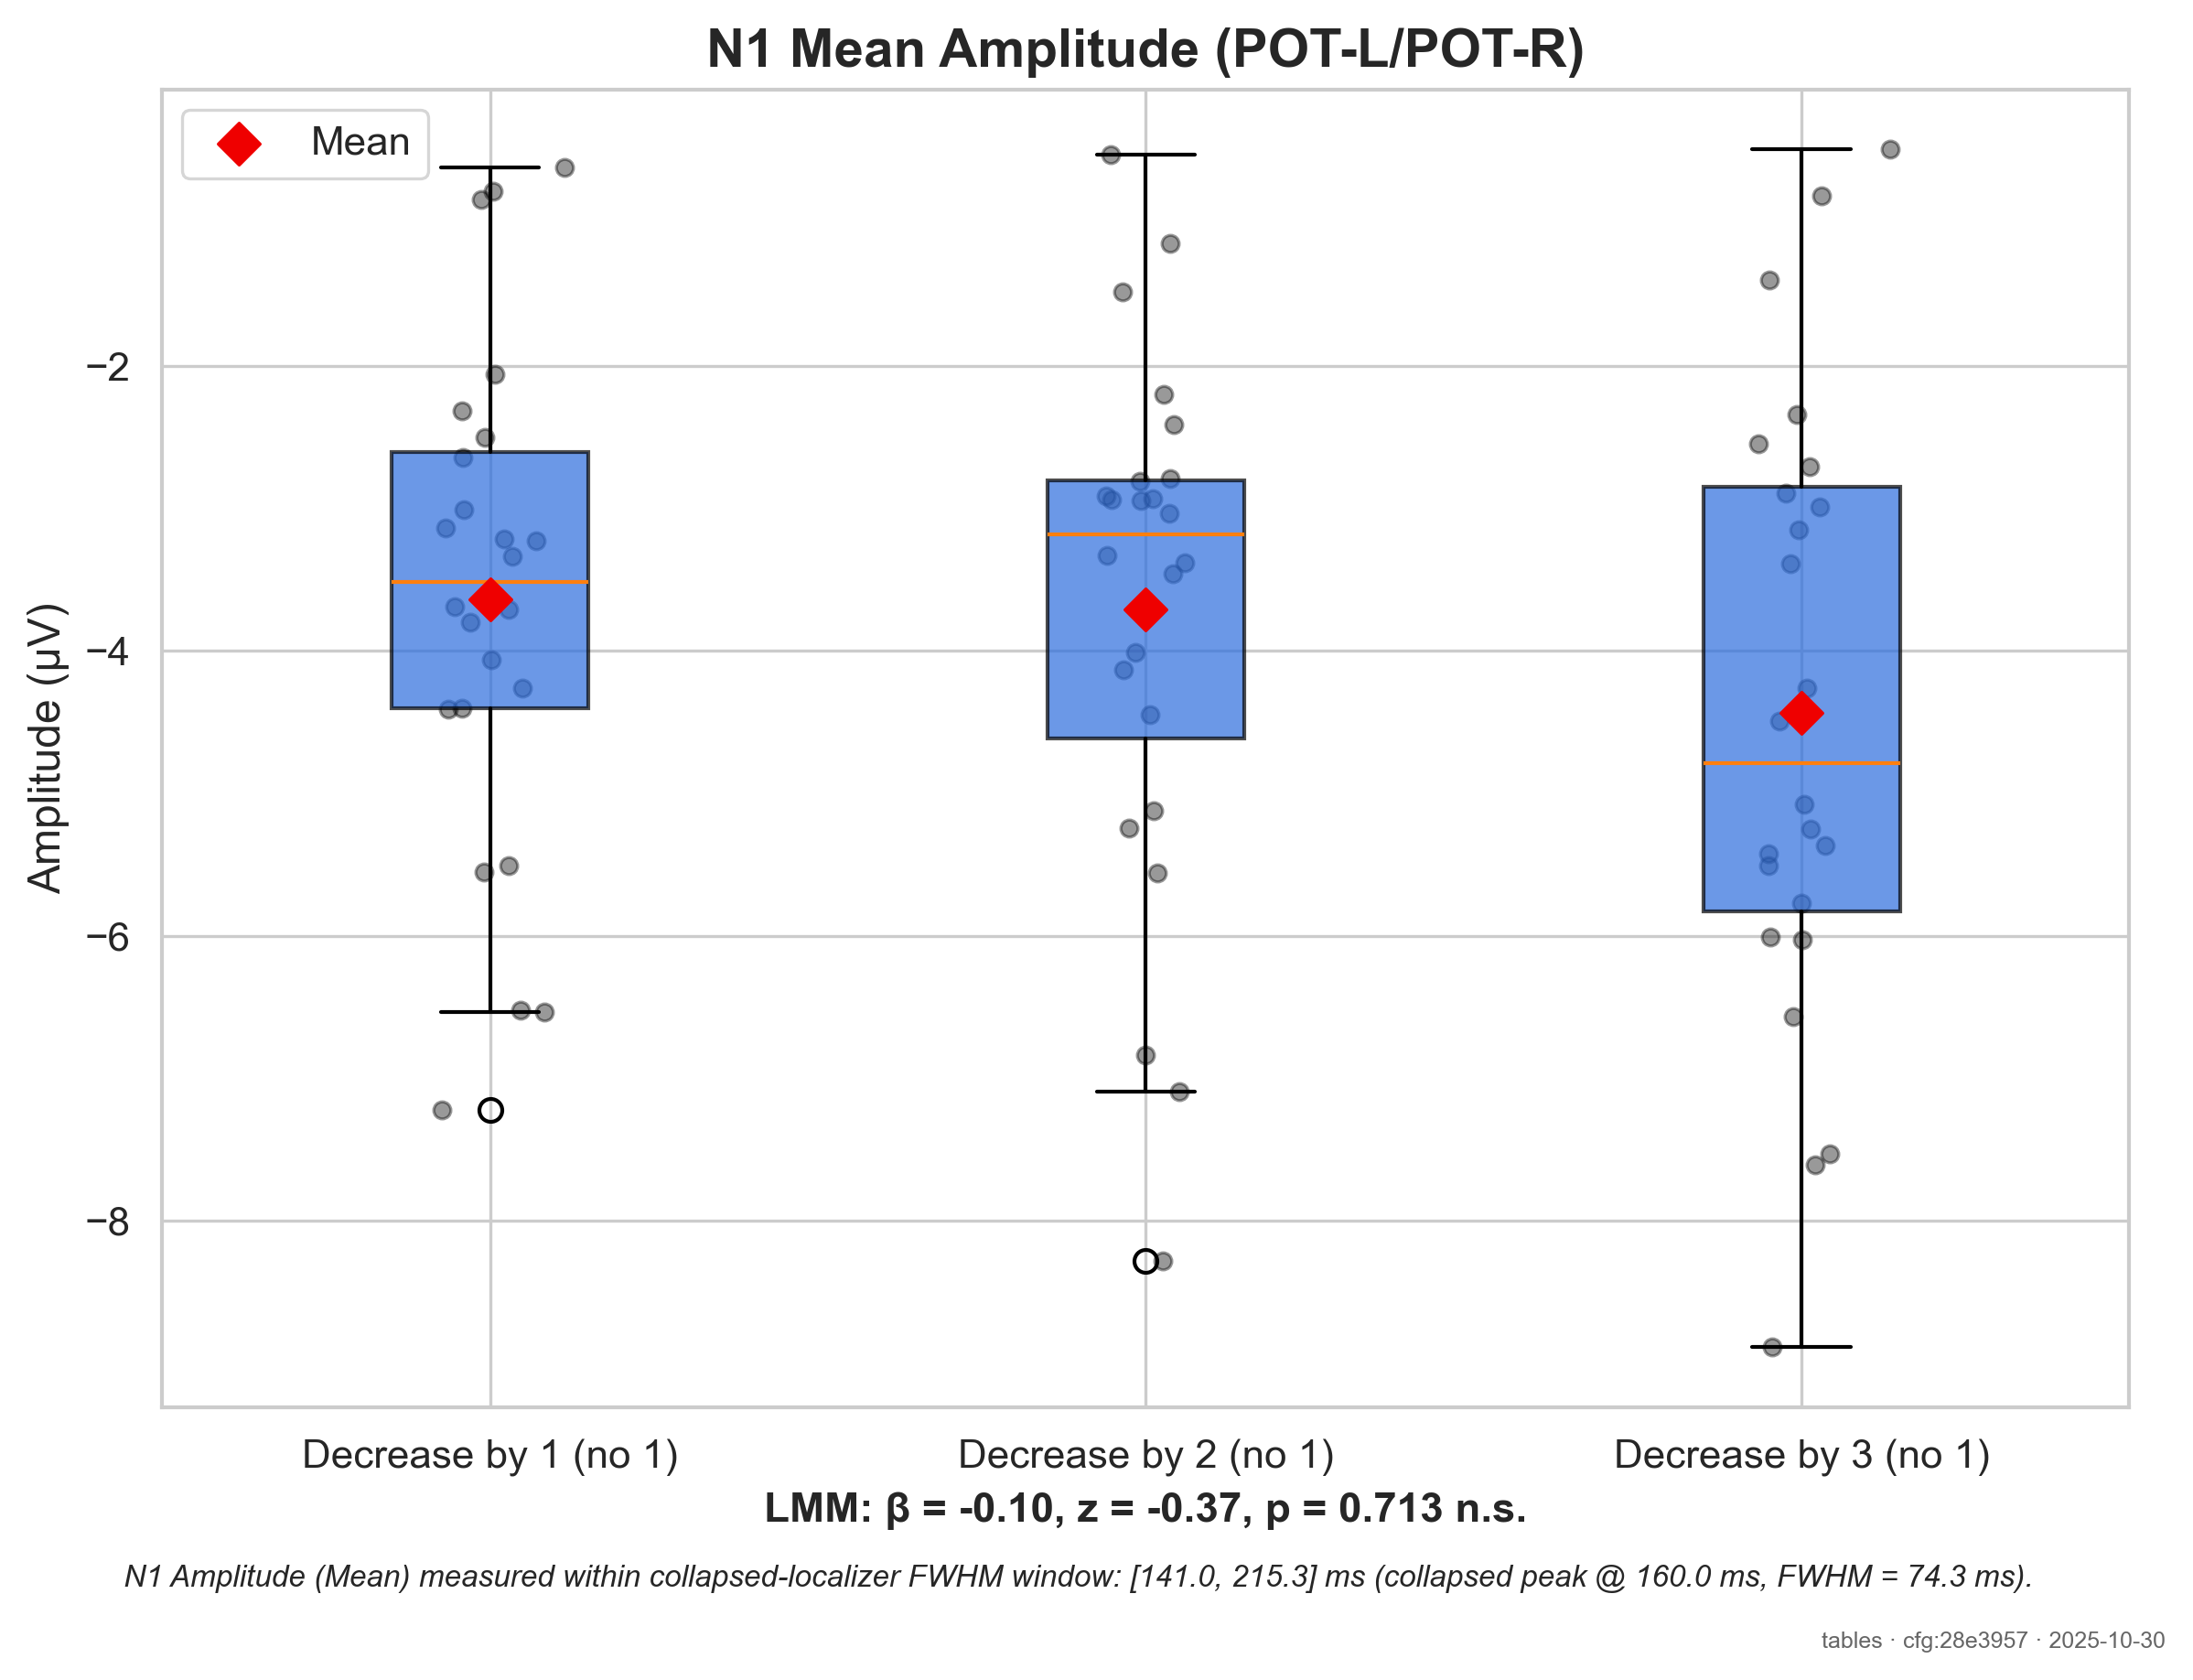 N1 Mean Amplitude (POT-L/POT-R)
Mean
Amplitude (µV)
−2
−4
−6
−8
Decrease by 1 (no 1) Decrease by 2 (no 1) Decrease by 3 (no 1)
LMM: β = -0.10, z = -0.37, p = 0.713 n.s.
N1 Amplitude (Mean) measured within collapsed-localizer FWHM window: [141.0, 215.3] ms (collapsed peak @ 160.0 ms, FWHM = 74.3 ms).
tables · cfg:28e3957 · 2025-10-30